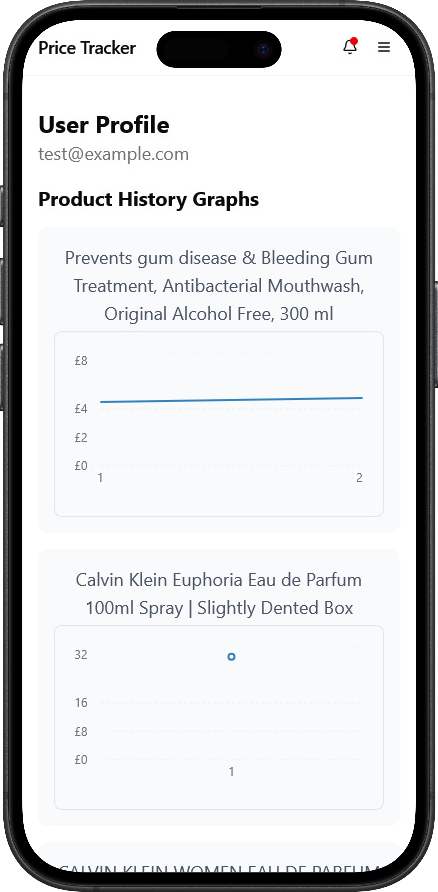 Price Tracker
User Profile
test@example.com
Product History Graphs
Prevents gum disease & Bleeding Gum
Treatment, Antibacterial Mouthwash,
Original Alcohol Free, 300 ml
£8
£4
£2
£0
1 2
Calvin Klein Euphoria Eau de Parfum
100ml Spray | Slightly Dented Box
32
16
£8
£0
1
CALVIN KLEIN WOMEN EAU DE PARFUM